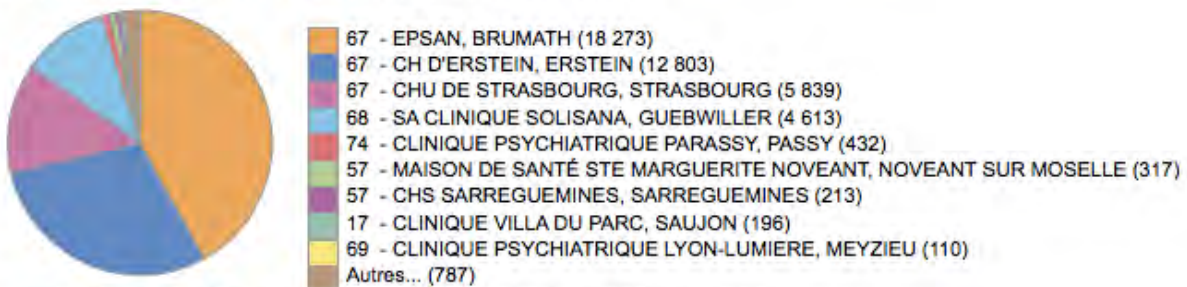 67 - EPSAN, BRUMATH (18 273)
67 - CH D'ERSTEIN, ERSTEIN (12 803)
67 - CHU DE STRASBOURG, STRASBOURG (5 839)
68 - SA CLINIQUE SOLISANA, GUEBWILLER (4 613)
74 - CLINIQUE PSYCHIATRIQUE PARASSY, PASSY (432)
57 - MAISON DE SANTÉ STE MARGUERITE NOVEANT, NOVEANT SUR MOSELLE (317)
57 - CHS SARREGUEMINES, SARREGUEMINES (213)
17 - CLINIQUE VILLA DU PARC, SAUJON (196)
69 - CLINIQUE PSYCHIATRIQUE LYON-LUMIERE, MEYZIEU (110)
Autres... (787)